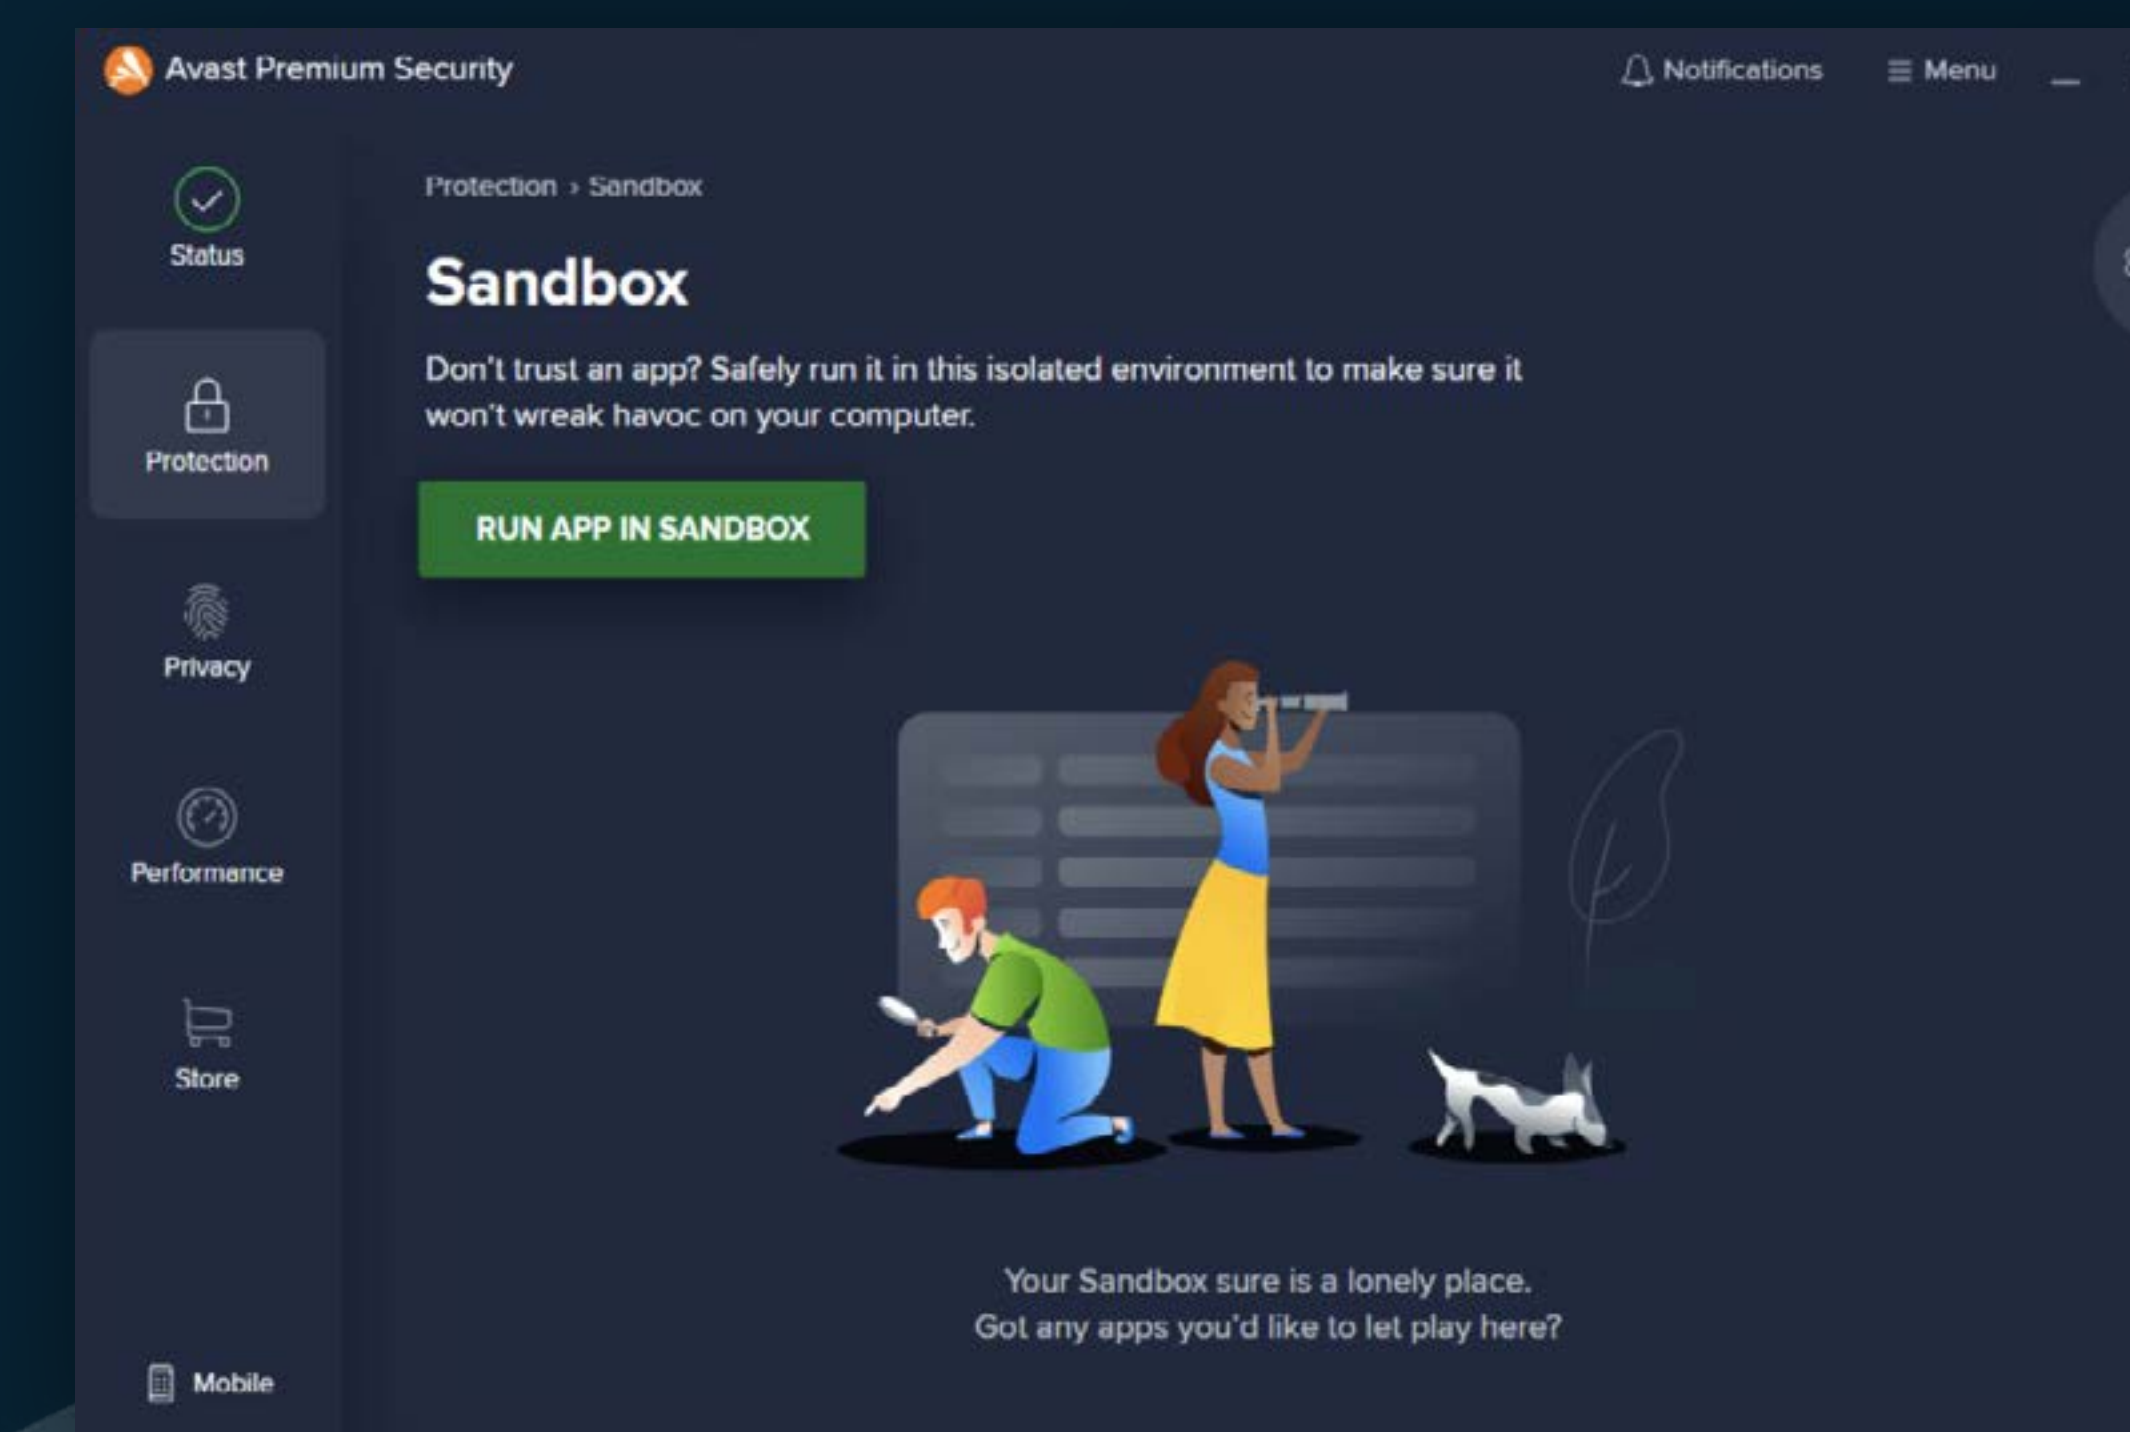 Avast Premium Security
Notifications
Menu
Status
Protection
Privacy
Performance
Store
Mobile
Protection › Sandbox
Sandbox
Don't trust an app? Safely run it in this isolated environment to make sure it
won't wreak havoc on your computer.
RUN APP IN SANDBOX
Your Sandbox sure is a lonely place.
Got any apps you'd like to let play here?